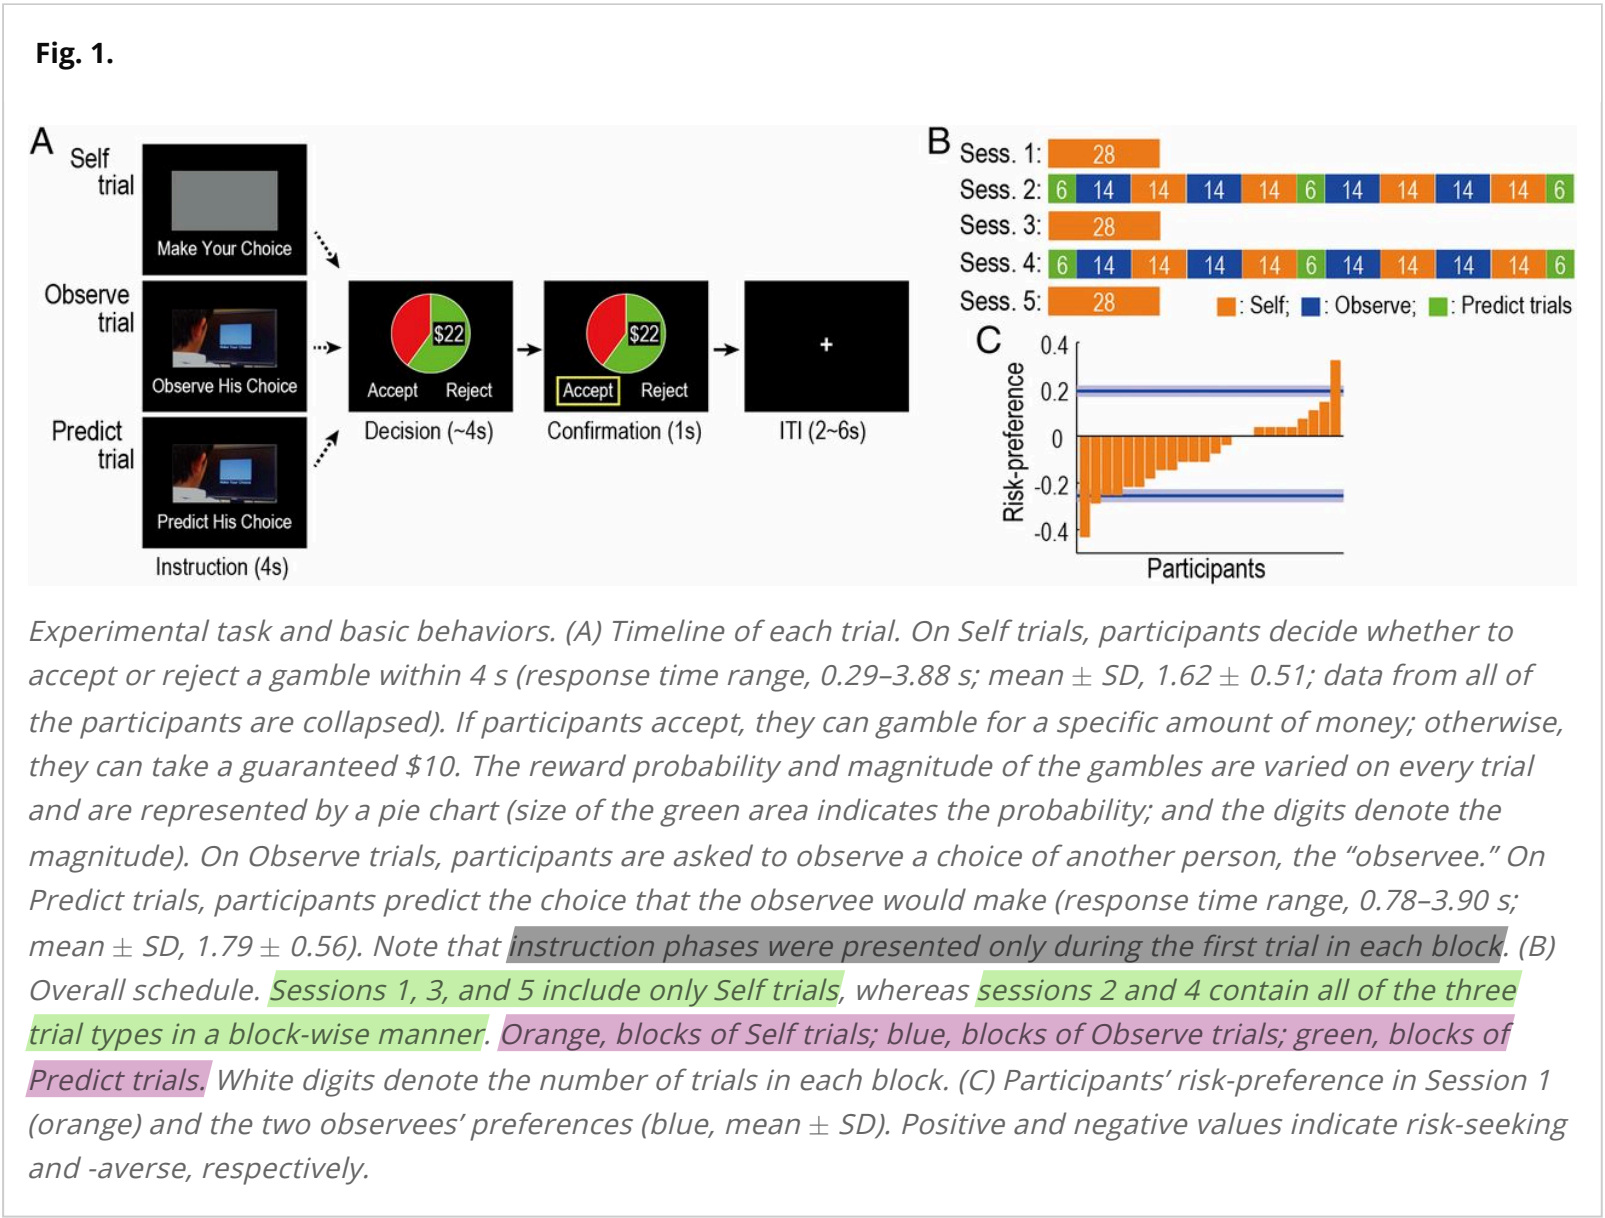 Fig. 1.
A
Self
trial
Make Your Choice
Observe
trial
Observe His Choice
Predict
trial
Predict His Choice
Instruction (4s)
$22
Accept Reject
Decision (~4s)
$22
Accept Reject
Confirmation (1s)
+
ITI (2~6s)
B
Sess. 1: 28
Sess. 2: 6 14 14 14 14 6 14 14 14 14 6
Sess. 3: 28
Sess. 4: 6 14 14 14 14 6 14 14 14 14 6
Sess. 5: 28
: Self; : Observe; : Predict trials
C
Risk-preference
0.4
0.2
0
-0.2
-0.4
Participants
Experimental task and basic behaviors. (A) Timeline of each trial. On Self trials, participants decide whether to
accept or reject a gamble within 4 s (response time range, 0.29–3.88 s; mean ± SD, 1.62 ± 0.51; data from all of
the participants are collapsed). If participants accept, they can gamble for a specific amount of money; otherwise,
they can take a guaranteed $10. The reward probability and magnitude of the gambles are varied on every trial
and are represented by a pie chart (size of the green area indicates the probability; and the digits denote the
magnitude). On Observe trials, participants are asked to observe a choice of another person, the “observee.” On
Predict trials, participants predict the choice that the observee would make (response time range, 0.78–3.90 s;
mean ± SD, 1.79 ± 0.56). Note that instruction phases were presented only during the first trial in each block. (B)
Overall schedule. Sessions 1, 3, and 5 include only Self trials, whereas sessions 2 and 4 contain all of the three
trial types in a block-wise manner. Orange, blocks of Self trials; blue, blocks of Observe trials; green, blocks of
Predict trials. White digits denote the number of trials in each block. (C) Participants’ risk-preference in Session 1
(orange) and the two observees’ preferences (blue, mean ± SD). Positive and negative values indicate risk-seeking
and -averse, respectively.